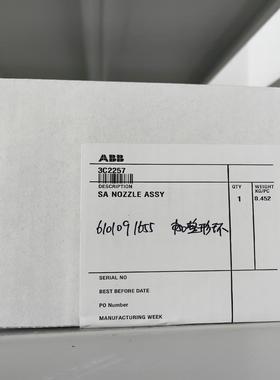 ABB
3C2257
DESCRIPTION
SA NOZZLE ASSY
QTY
WEIGHT
KG/PC
1
0.452
6101091655
SERIAL NO
BEST BEFORE DATE
PO Number
MANUFACTURING WEEK